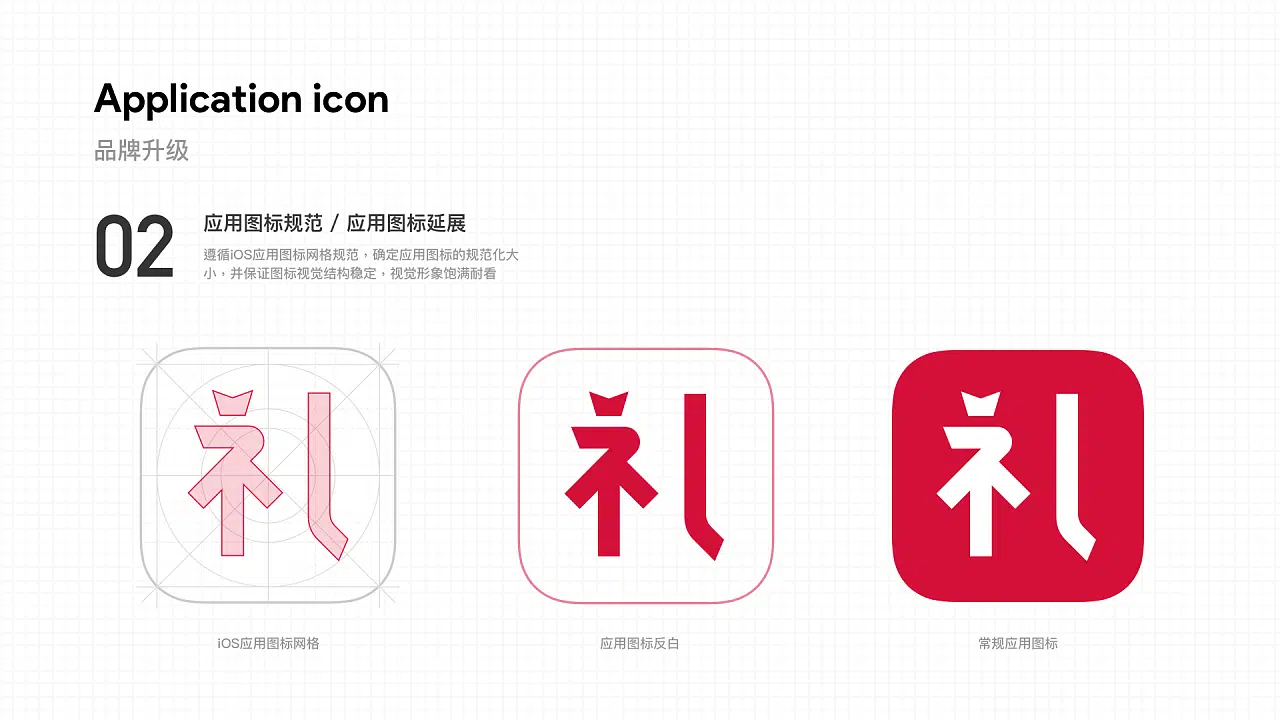 Application icon
品牌升级
02
应用图标规范 / 应用图标延展
遵循iOS应用图标网格规范，确定应用图标的规范化大
小，并保证图标视觉结构稳定，视觉形象饱满耐看
礼
礼
礼
iOS应用图标网格
应用图标反白
常规应用图标